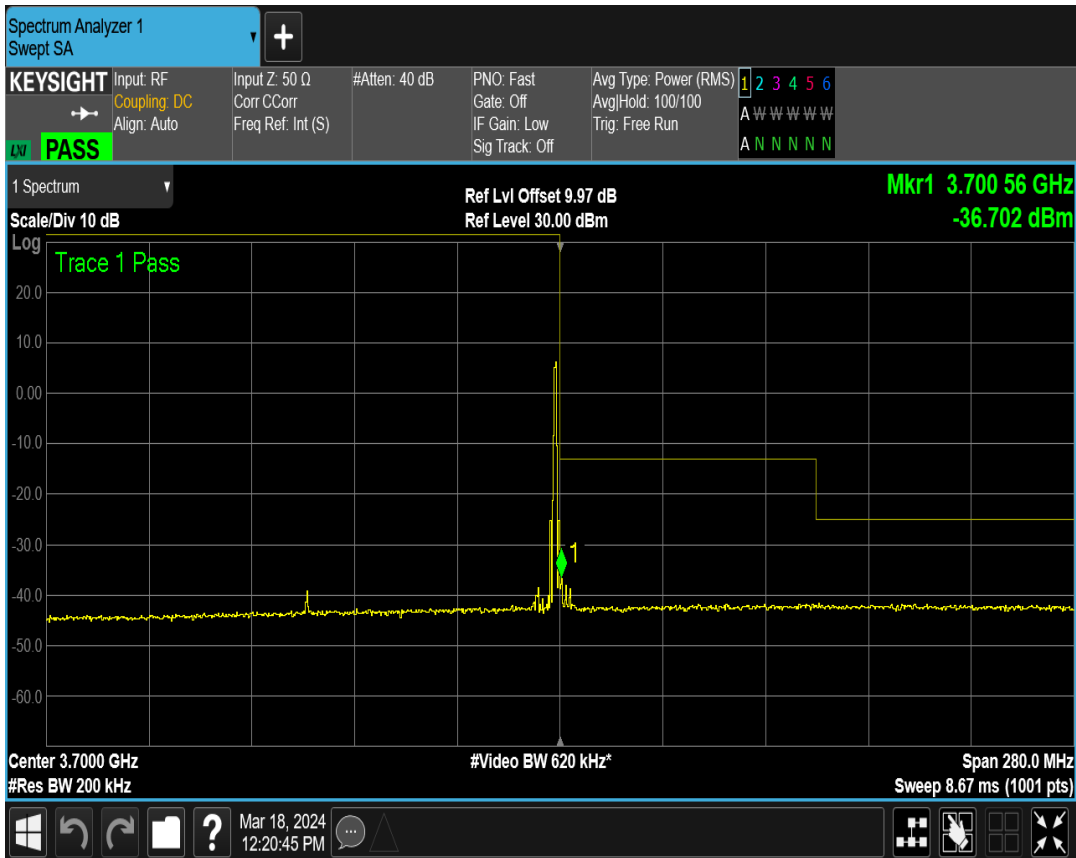 Spectrum Analyzer 1
Swept SA
+
KEYSIGHT
LXI PASS
Input: RF
Coupling: DC
Align: Auto
Input Z: 50 Ω
Corr CCorr
Freq Ref: Int (S)
#Atten: 40 dB
PNO: Fast
Gate: Off
IF Gain: Low
Sig Track: Off
Avg Type: Power (RMS)
Avg|Hold: 100/100
Trig: Free Run
1 2 3 4 5 6
A W W W W W
A N N N N N
1 Spectrum
Scale/Div 10 dB
Ref Lvl Offset 9.97 dB
Ref Level 30.00 dBm
Mkr1 3.700 56 GHz
-36.702 dBm
Log
Trace 1 Pass
20.0
10.0
0.00
-10.0
-20.0
-30.0
-40.0
-50.0
-60.0
1
Center 3.7000 GHz
#Res BW 200 kHz
#Video BW 620 kHz*
Span 280.0 MHz
Sweep 8.67 ms (1001 pts)
?
Mar 18, 2024
12:20:45 PM